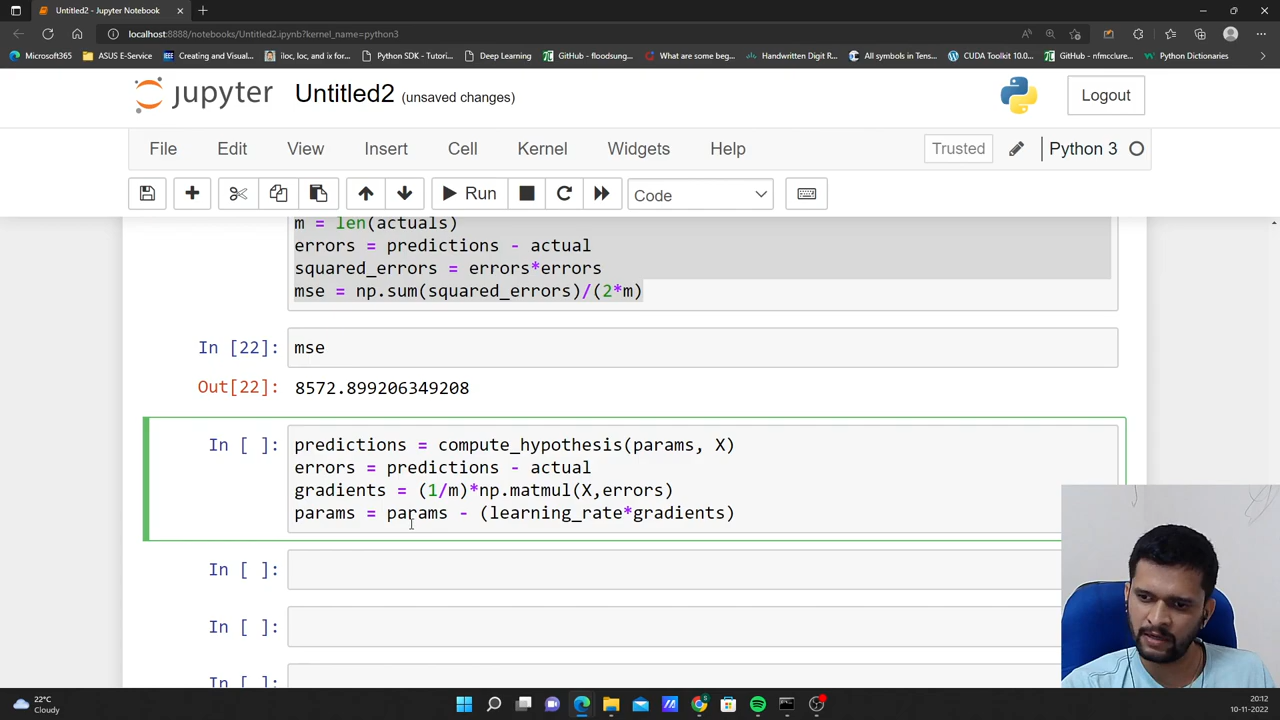 Untitled2 - Jupyter Notebook
localhost:8888/notebooks/Untitled2.ipynb?kernel_name=python3
Microsoft365
ASUS E-Service
Creating and Visual...
iloc, loc, and ix for...
Python SDK - Tutori...
Deep Learning
GitHub - floodsung...
What are some beg...
Handwritten Digit R...
All symbols in Tens...
CUDA Toolkit 10.0...
GitHub - nfmcclure...
Python Dictionaries
jupyter Untitled2 (unsaved changes)
Logout
File Edit View Insert Cell Kernel Widgets Help
Trusted
Python 3
Run
Code
m = len(actuals)
errors = predictions - actual
squared_errors = errors*errors
mse = np.sum(squared_errors)/(2*m)
In [22]: mse
Out[22]: 8572.899206349208
In [ ]: predictions = compute_hypothesis(params, X)
errors = predictions - actual
gradients = (1/m)*np.matmul(X,errors)
params = params - (learning_rate*gradients)
In [ ]:
In [ ]:
In [ ]:
22°C
Cloudy
20:12
10-11-2022